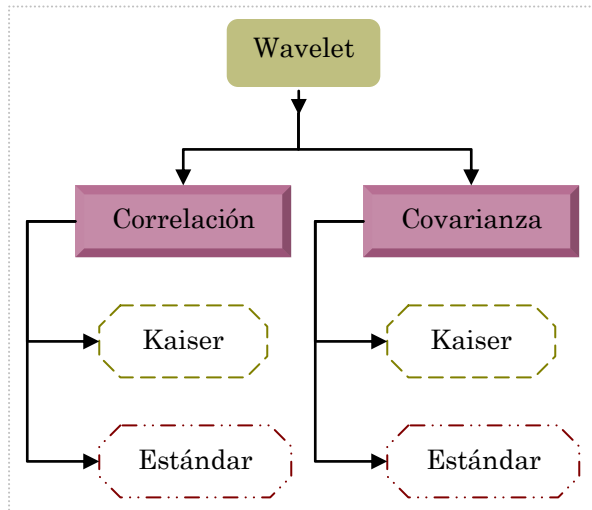 Wavelet
Correlación
Covarianza
Kaiser
Kaiser
Estándar
Estándar